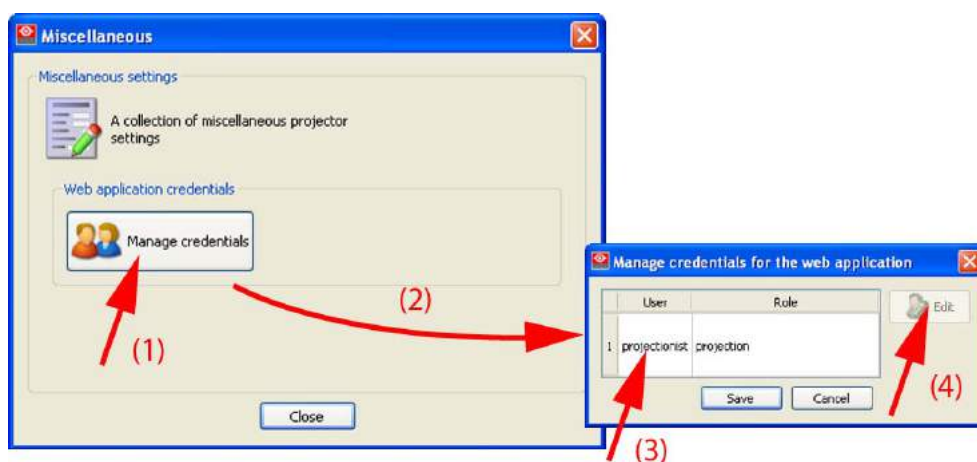 Miscellaneous
Miscellaneous settings
A collection of miscellaneous projector
settings
Web application credentials
Manage credentials
(1)
(2)
Close
Manage credentials for the web application
User Role
1 projectionist projection
Edit
Save Cancel
(3)
(4)